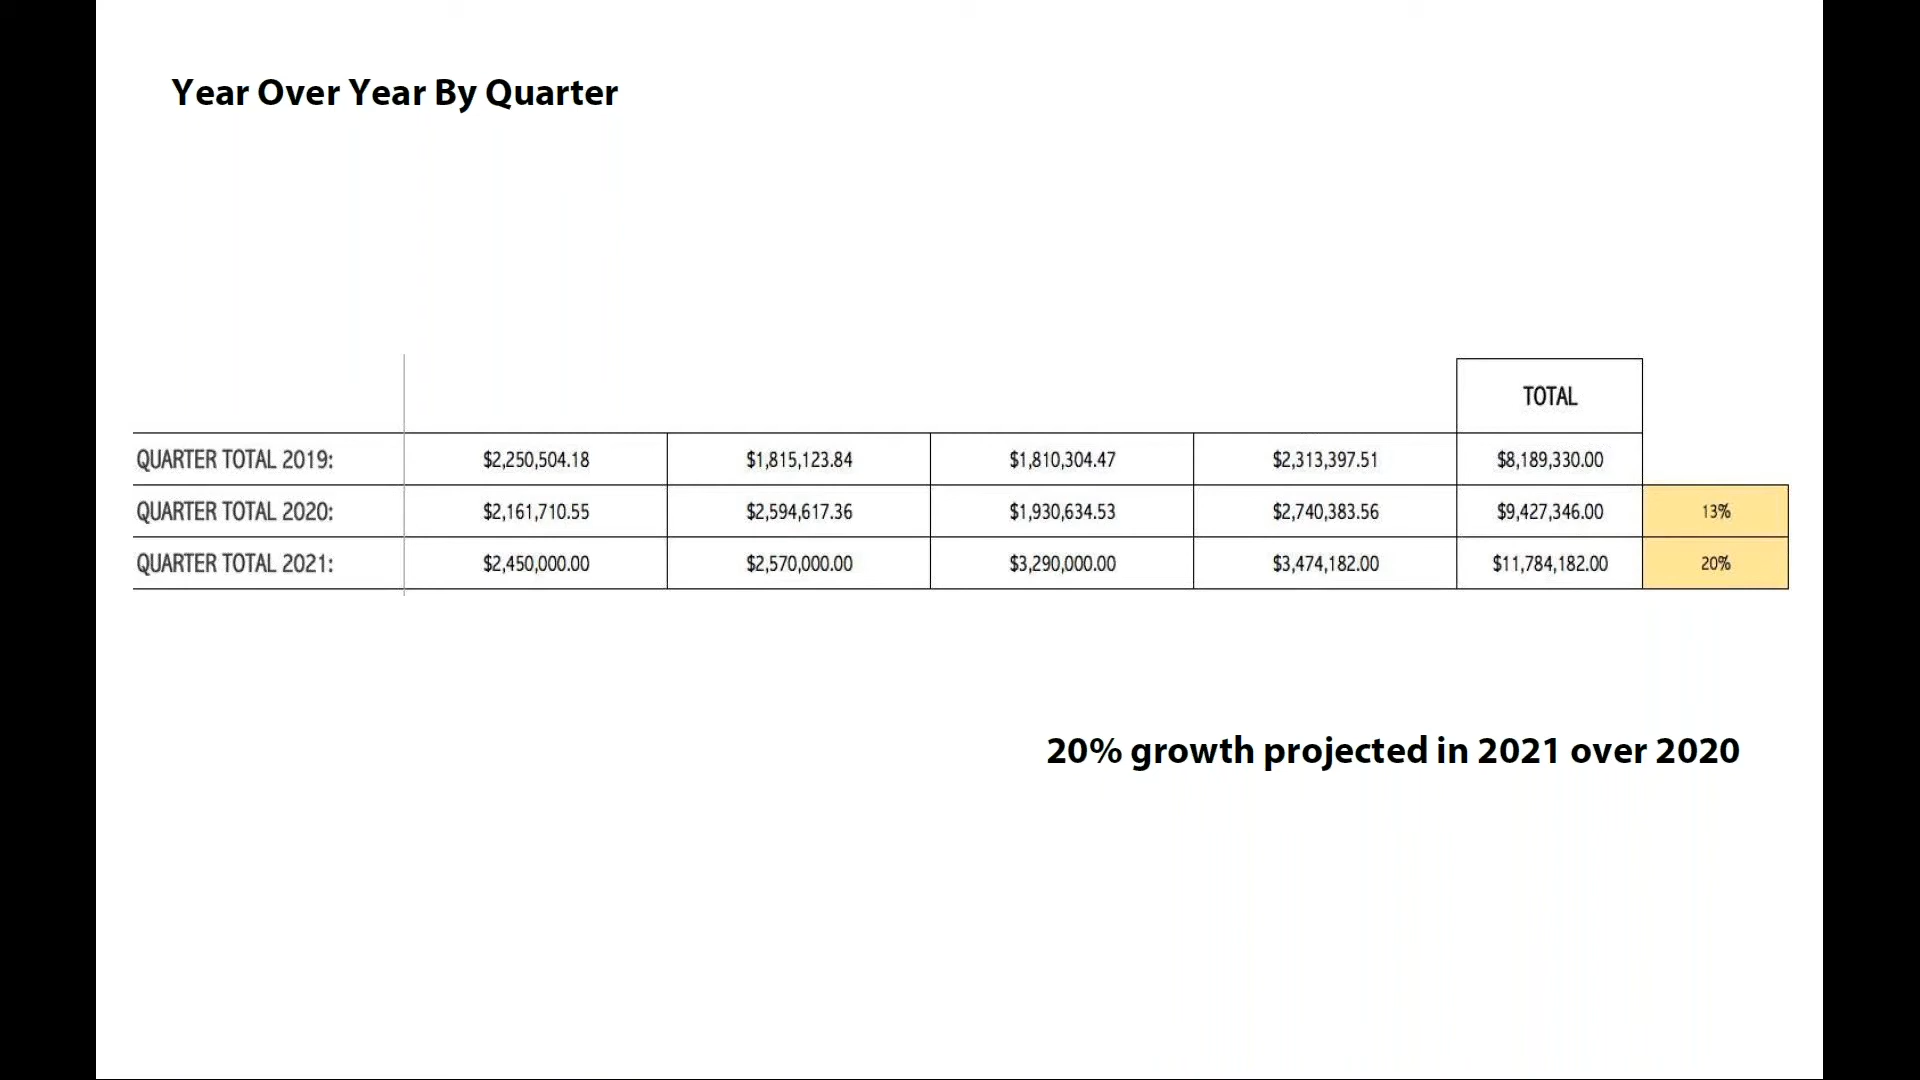 Year Over Year By Quarter
TOTAL
QUARTER TOTAL 2019: $2,250,504.18 $1,815,123.84 $1,810,304.47 $2,313,397.51 $8,189,330.00
QUARTER TOTAL 2020: $2,161,710.55 $2,594,617.36 $1,930,634.53 $2,740,383.56 $9,427,346.00 13%
QUARTER TOTAL 2021: $2,450,000.00 $2,570,000.00 $3,290,000.00 $3,474,182.00 $11,784,182.00 20%
20% growth projected in 2021 over 2020